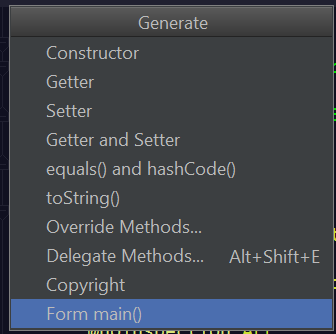 Generate
Constructor
Getter
Setter
Getter and Setter
equals() and hashCode()
toString()
Override Methods...
Delegate Methods... Alt+Shift+E
Copyright
Form main()